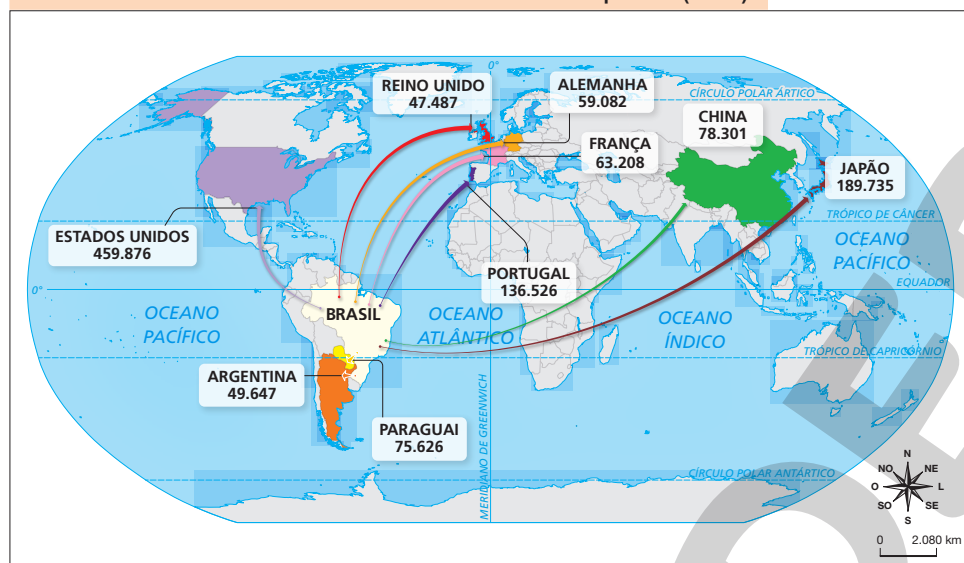 0°
CÍRCULO POLAR ÁRTICO
REINO UNIDO
47.487
ALEMANHA
59.082
FRANÇA
63.208
CHINA
78.301
JAPÃO
189.735
TRÓPICO DE CÂNCER
ESTADOS UNIDOS
459.876
OCEANO
PACÍFICO
PORTUGAL
136.526
EQUADOR
0°
BRASIL
OCEANO
PACÍFICO
OCEANO
ATLÂNTICO
OCEANO
ÍNDICO
TRÓPICO DE CAPRICÓRNIO
ARGENTINA
49.647
PARAGUAI
75.626
MERIDIANO DE GREENWICH
CÍRCULO POLAR ANTÁRTICO
N
NO
NE
O
L
SO
SE
S
0 2.080 km